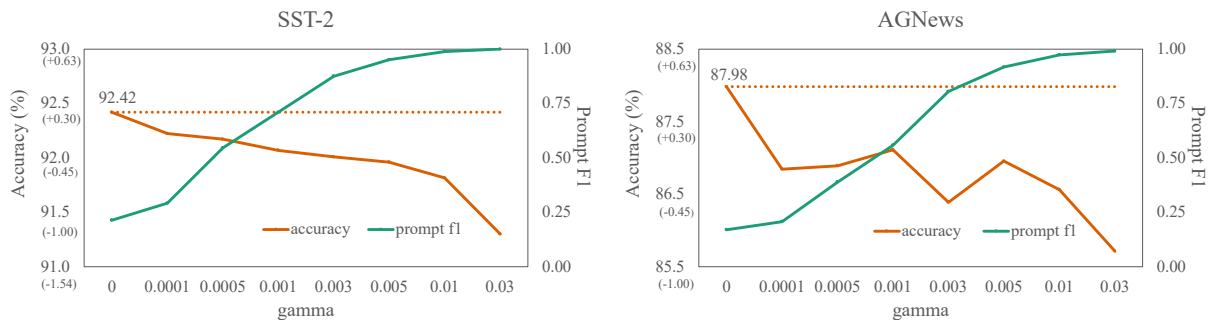 SST-2
Accuracy (%)
93.0
(+0.63)
92.5
(+0.30)
92.0
(-0.45)
91.5
(-1.00)
91.0
(-1.54)
92.42
accuracy
prompt f1
1.00
0.75
0.50
0.25
0.00
Prompt F1
0 0.0001 0.0005 0.001 0.003 0.005 0.01 0.03
gamma
AGNews
Accuracy (%)
88.5
(+0.63)
87.5
(+0.30)
86.5
(-0.45)
85.5
(-1.00)
87.98
accuracy
prompt f1
1.00
0.75
0.50
0.25
0.00
Prompt F1
0 0.0001 0.0005 0.001 0.003 0.005 0.01 0.03
gamma